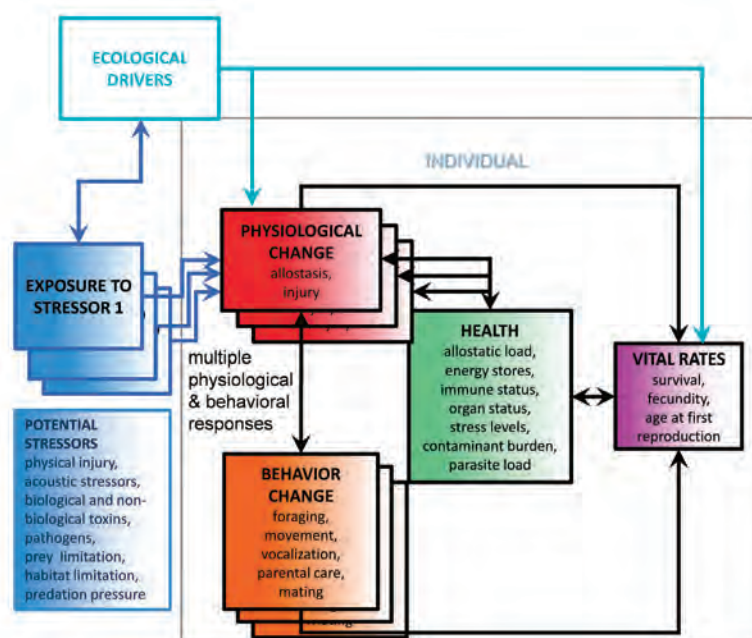 ECOLOGICAL
DRIVERS
INDIVIDUAL
PHYSIOLOGICAL
CHANGE
allostasis,
injury
EXPOSURE TO
STRESSOR 1
multiple
physiological
& behavioral
responses
HEALTH
allostatic load,
energy stores,
immune status,
organ status,
stress levels,
contaminant burden,
parasite load
VITAL RATES
survival,
fecundity,
age at first
reproduction
POTENTIAL
STRESSORS
physical injury,
acoustic stressors,
biological and non-
biological toxins,
pathogens,
prey limitation,
habitat limitation,
predation pressure
BEHAVIOR
CHANGE
foraging,
movement,
vocalization,
parental care,
mating